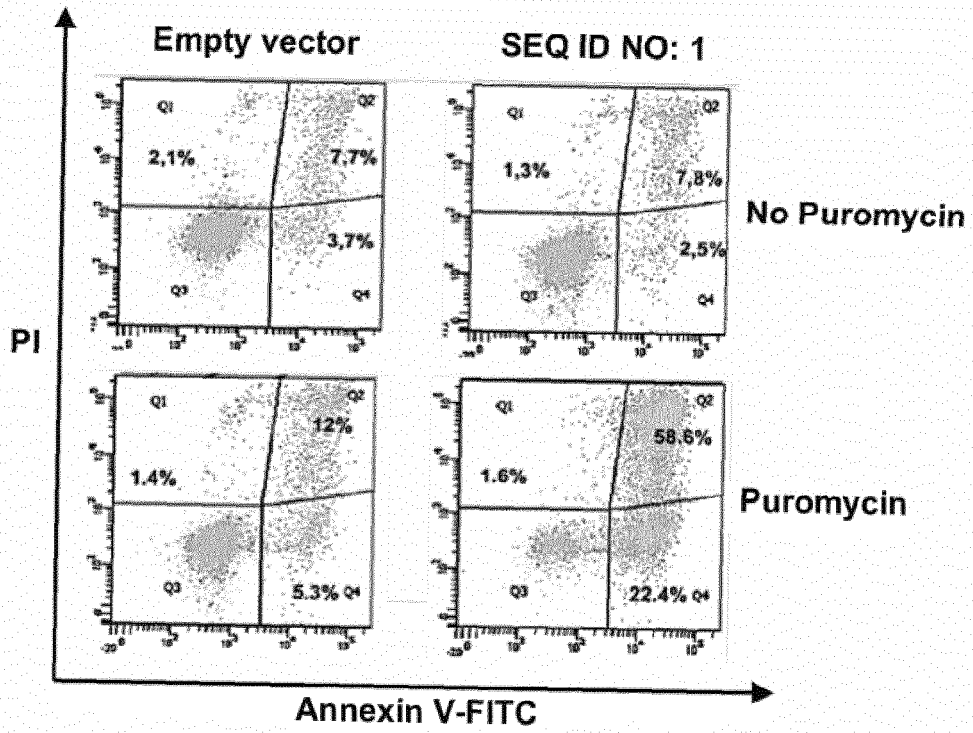 Empty vector
SEQ ID NO: 1
Q1
Q2
2,1%
7,7%
3,7%
Q3
Q4
Q1
Q2
1,3%
7,8%
2,5%
Q3
Q4
No Puromycin
PI
Q1
Q2
12%
1.4%
Q3
5.3% Q4
Q1
Q2
58.6%
1.6%
Q3
22.4% Q4
Puromycin
Annexin V-FITC